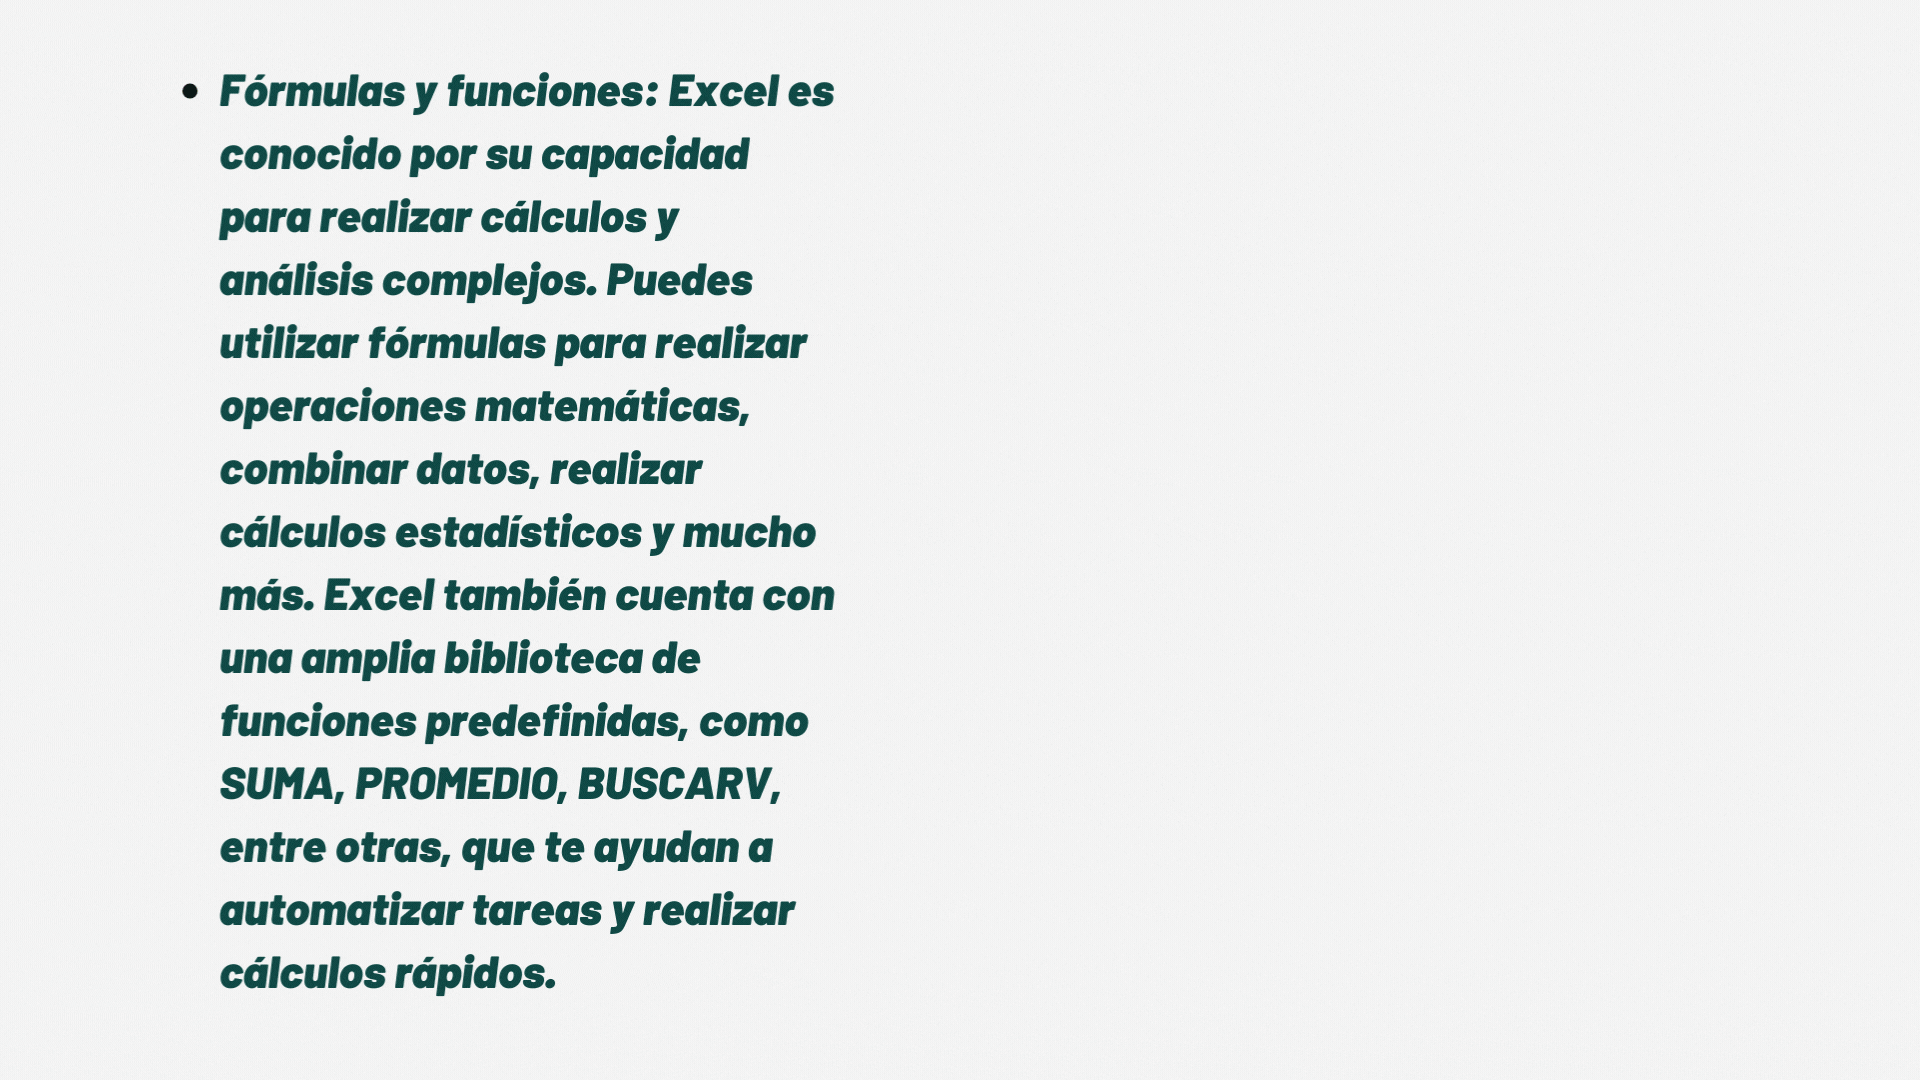 • Fórmulas y funciones: Excel es
conocido por su capacidad
para realizar cálculos y
análisis complejos. Puedes
utilizar fórmulas para realizar
operaciones matemáticas,
combinar datos, realizar
cálculos estadísticos y mucho
más. Excel también cuenta con
una amplia biblioteca de
funciones predefinidas, como
SUMA, PROMEDIO, BUSCARV,
entre otras, que te ayudan a
automatizar tareas y realizar
cálculos rápidos.